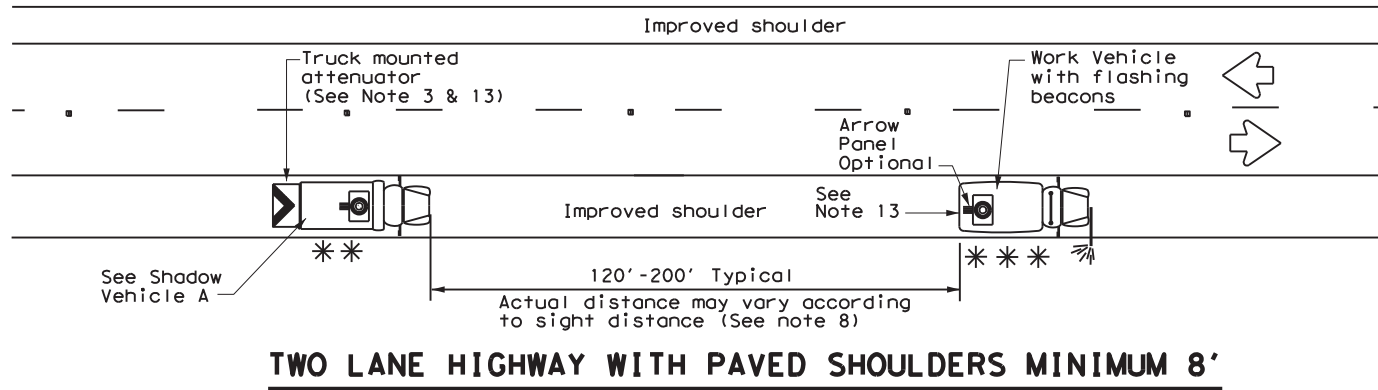 Improved shoulder
Truck mounted
attenuator
(See Note 3 & 13)
Work Vehicle
with flashing
beacons
Arrow
Panel
Optional
See
Note 13
Improved shoulder
See Shadow
Vehicle A
120'-200' Typical
Actual distance may vary according
to sight distance (See note 8)
TWO LANE HIGHWAY WITH PAVED SHOULDERS MINIMUM 8'